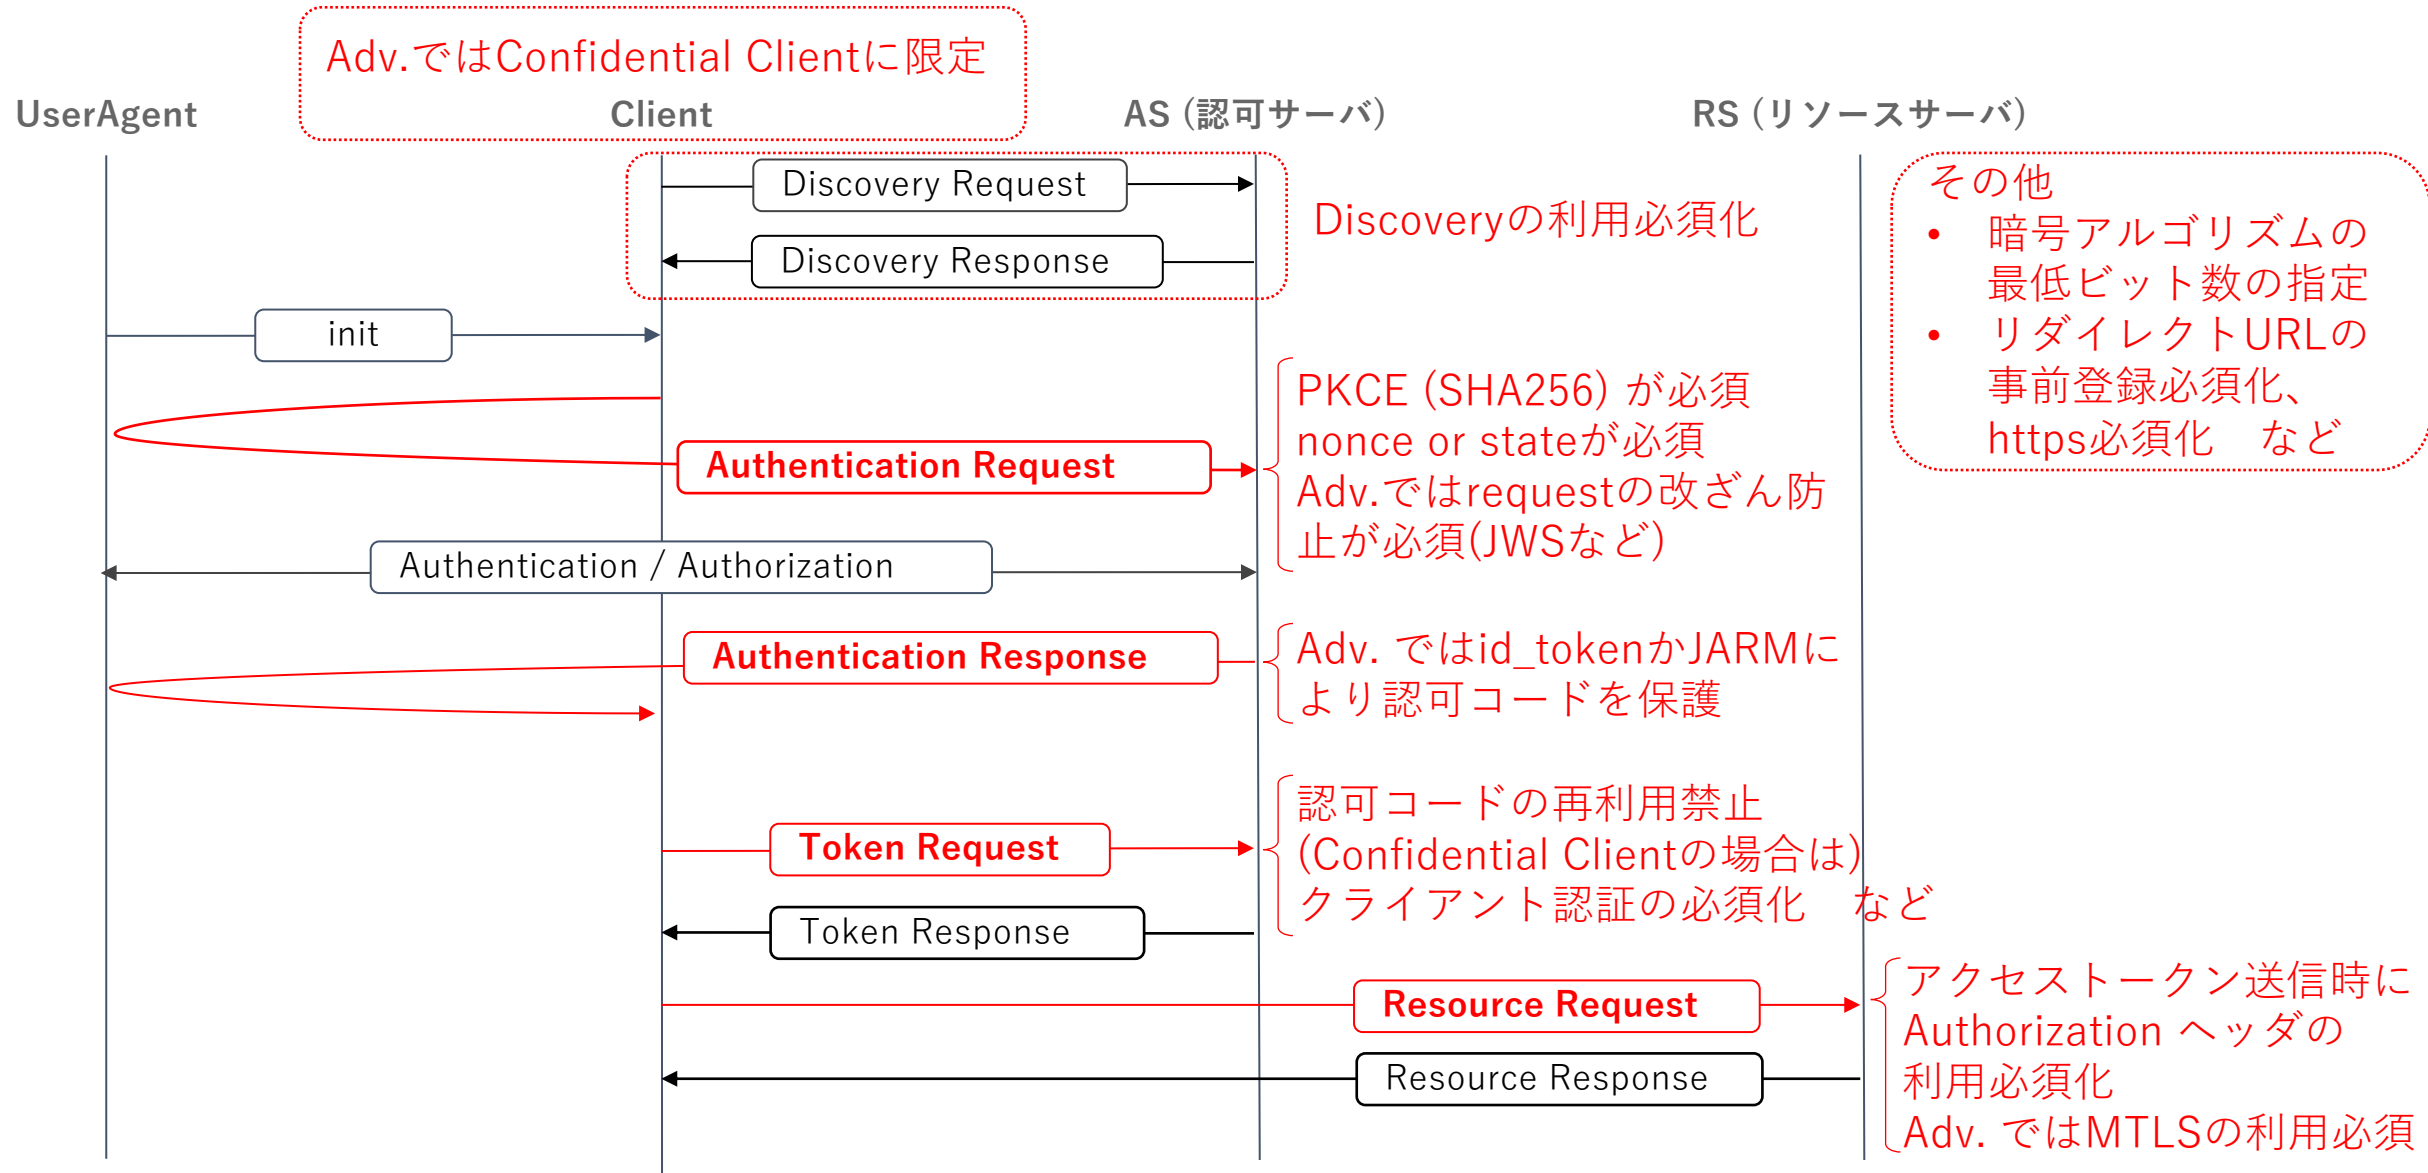 Adv.ではConfidential Clientに限定
UserAgent
Client
AS (認可サーバ)
RS (リソースサーバ)
Discovery Request
Discovery Response
Discoveryの利用必須化
その他
• 暗号アルゴリズムの
最低ビット数の指定
• リダイレクトURLの
事前登録必須化、
https必須化　など
init
PKCE (SHA256) が必須
nonce or stateが必須
Adv.ではrequestの改ざん防
止が必須(JWSなど)
Authentication Request
Authentication / Authorization
Authentication Response
Adv. ではid_tokenかJARMに
より認可コードを保護
認可コードの再利用禁止
(Confidential Clientの場合は)
クライアント認証の必須化　など
Token Request
Token Response
Resource Request
アクセストークン送信時に
Authorization ヘッダの
利用必須化
Adv. ではMTLSの利用必須
Resource Response